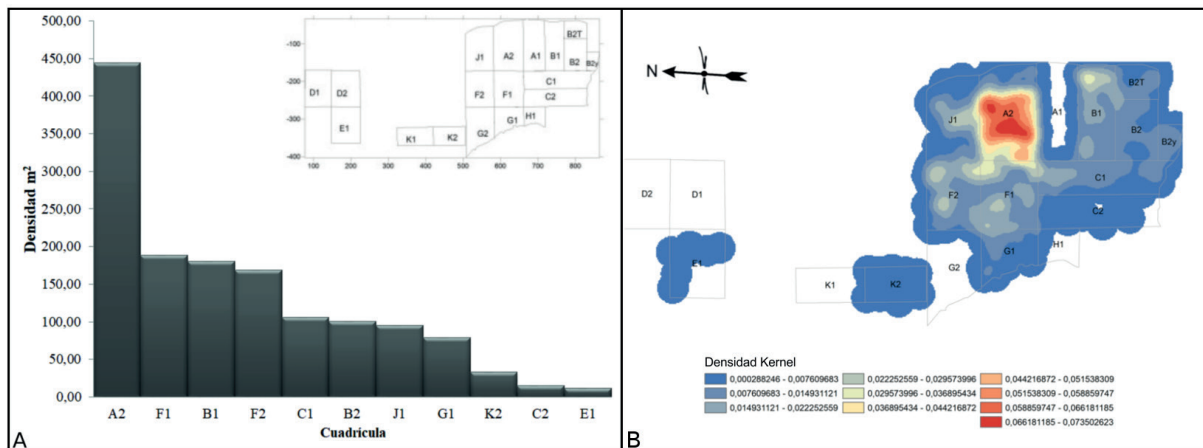 500,00
450,00
400,00
350,00
300,00
250,00
200,00
150,00
100,00
50,00
0,00
Densidad m²
A2 F1 B1 F2 C1 B2 J1 G1 K2 C2 E1
Cuadrícula
A
-100
-200
-300
-400
100 200 300 400 500 600 700 800
B2T
J1 A2 A1 B1 B2 B2y
D1 D2 F2 F1 C1
C2
E1 G1 H1
K1 K2 G2
N
B2T
J1 A2 A1 B1
B2 B2y
C1
D2 D1 F2 F1
C2
H1
E1 G1
G2
K1 K2
Densidad Kernel
0,000288246 - 0,007609683 0,022252559 - 0,029573996 0,044216872 - 0,051538309
0,007609683 - 0,014931121 0,029573996 - 0,036895434 0,051538309 - 0,058859747
0,014931121 - 0,022252559 0,036895434 - 0,044216872 0,058859747 - 0,066181185
0,066181185 - 0,073502623
B